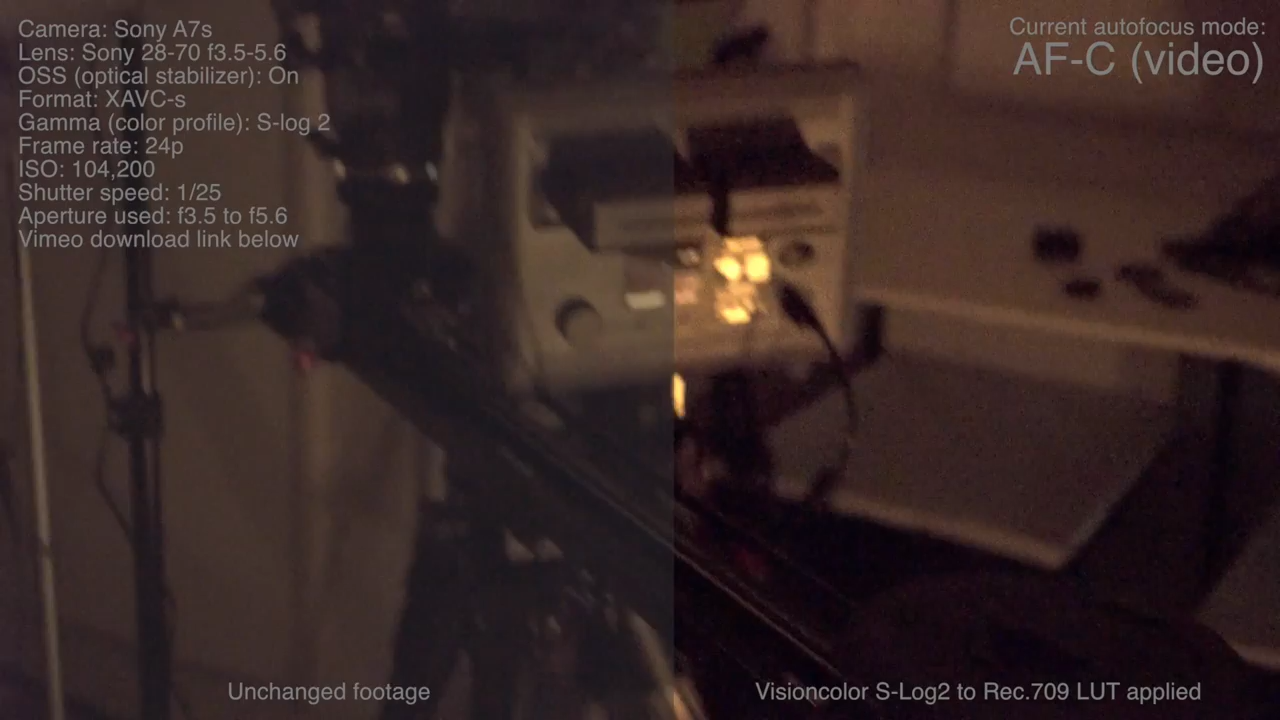 Camera: Sony A7s
Lens: Sony 28-70 f3.5-5.6
OSS (optical stabilizer): On
Format: XAVC-s
Gamma (color profile): S-log 2
Frame rate: 24p
ISO: 104,200
Shutter speed: 1/25
Aperture used: f3.5 to f5.6
Vimeo download link below
Current autofocus mode:
AF-C (video)
Unchanged footage
Visioncolor S-Log2 to Rec.709 LUT applied